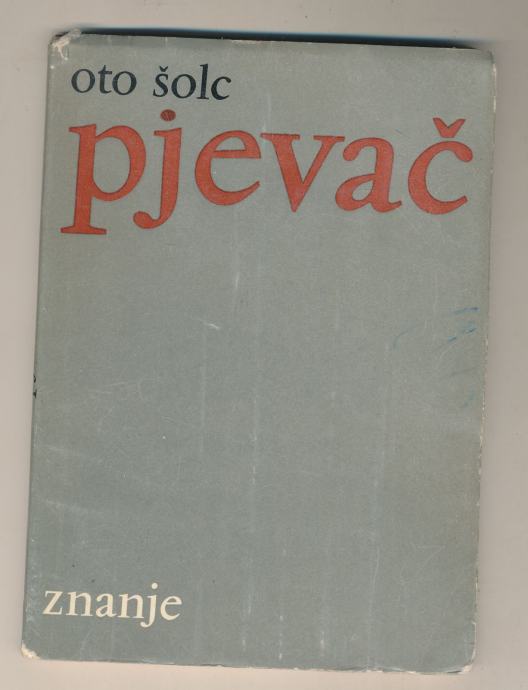 oto šolc
pjevač
znanje